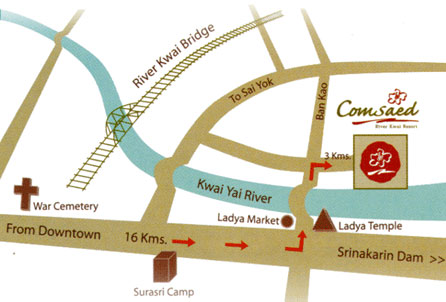 River Kwai Bridge
To Sai Yok
Ban Kao
Comsaed
River Kwai Resort
3 Kms.
Kwai Yai River
War Cemetery
Ladya Market
Ladya Temple
From Downtown
16 Kms.
Srinakarin Dam >>
Surasri Camp